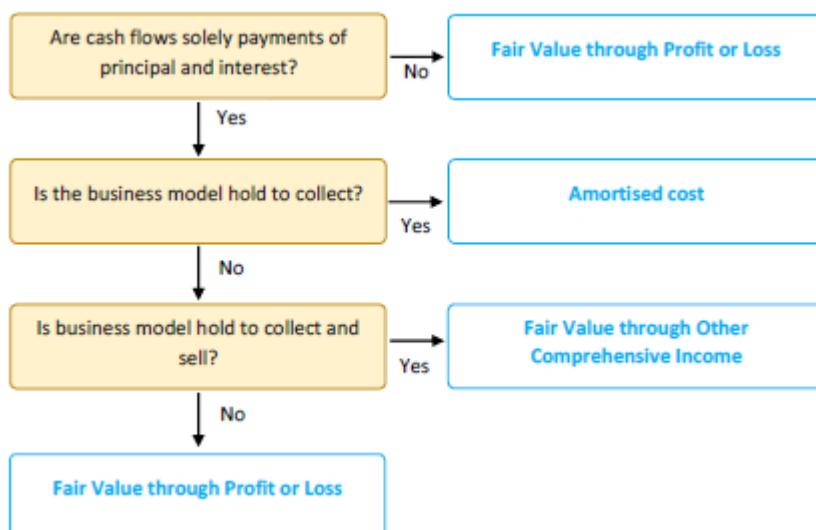 Are cash flows solely payments of
principal and interest?
No
Fair Value through Profit or Loss
Yes
Is the business model hold to collect?
Yes
Amortised cost
No
Is business model hold to collect and
sell?
Yes
Fair Value through Other
Comprehensive Income
No
Fair Value through Profit or Loss